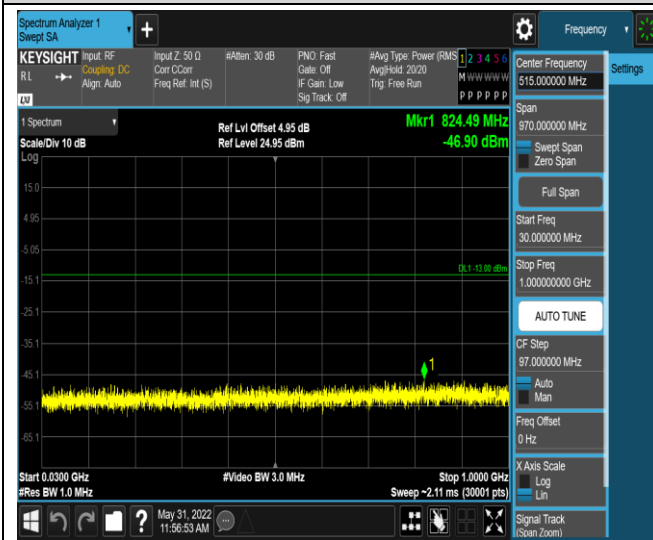 Spectrum Analyzer 1
Swept SA
Frequency
KEYSIGHT
RL
LXI
Input: RF
Coupling: DC
Align: Auto
Input Z: 50 Ω
Corr CCorr
Freq Ref: Int (S)
#Atten: 30 dB
PNO: Fast
Gate: Off
IF Gain: Low
Sig Track: Off
#Avg Type: Power (RMS
Avg|Hold: 20/20
Trig: Free Run
1 2 3 4 5 6
M W W W W W
P P P P P P
1 Spectrum
Scale/Div 10 dB
Log
Ref Lvl Offset 4.95 dB
Ref Level 24.95 dBm
Mkr1 824.49 MHz
-46.90 dBm
15.0
4.95
-5.05
DL1 -13.00 dBm
-15.1
-25.1
-35.1
1
-45.1
-55.1
-65.1
Start 0.0300 GHz
#Res BW 1.0 MHz
#Video BW 3.0 MHz
Stop 1.0000 GHz
Sweep ~2.11 ms (30001 pts)
?
May 31, 2022
11:56:53 AM
Center Frequency
515.000000 MHz
Span
970.000000 MHz
Swept Span
Zero Span
Full Span
Start Freq
30.000000 MHz
Stop Freq
1.000000000 GHz
AUTO TUNE
CF Step
97.000000 MHz
Auto
Man
Freq Offset
0 Hz
X Axis Scale
Log
Lin
Signal Track
(Span Zoom)
Settings